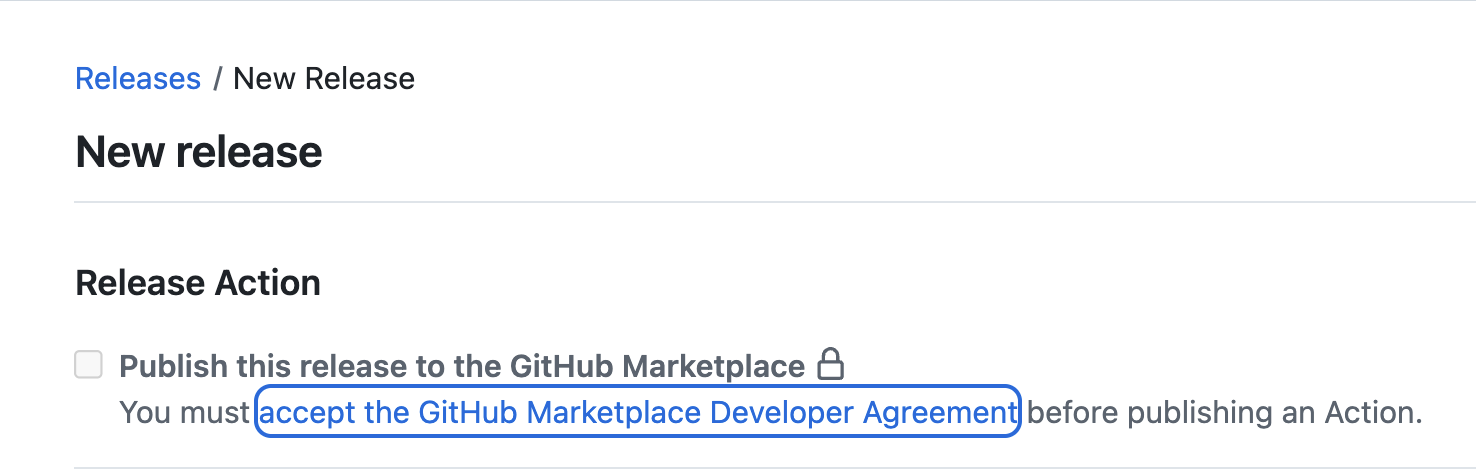 Releases / New Release
New release
Release Action
Publish this release to the GitHub Marketplace
You must accept the GitHub Marketplace Developer Agreement before publishing an Action.